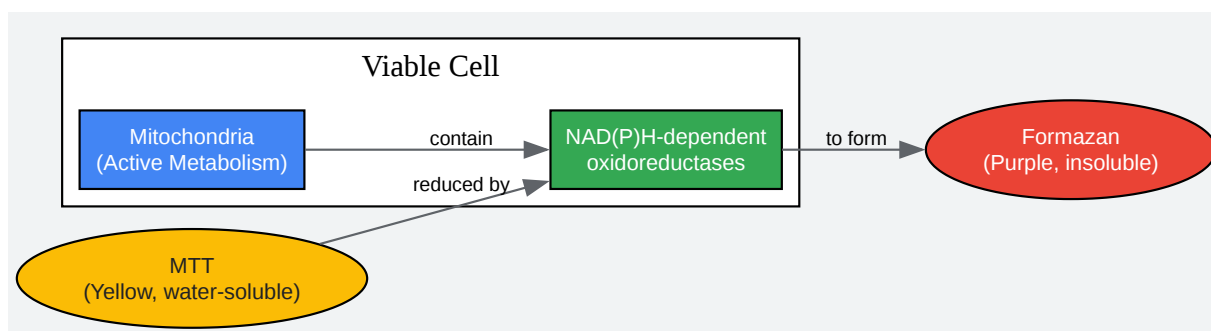 Viable Cell
Mitochondria
(Active Metabolism)
contain
NAD(P)H-dependent
oxidoreductases
to form
Formazan
(Purple, insoluble)
reduced by
MTT
(Yellow, water-soluble)